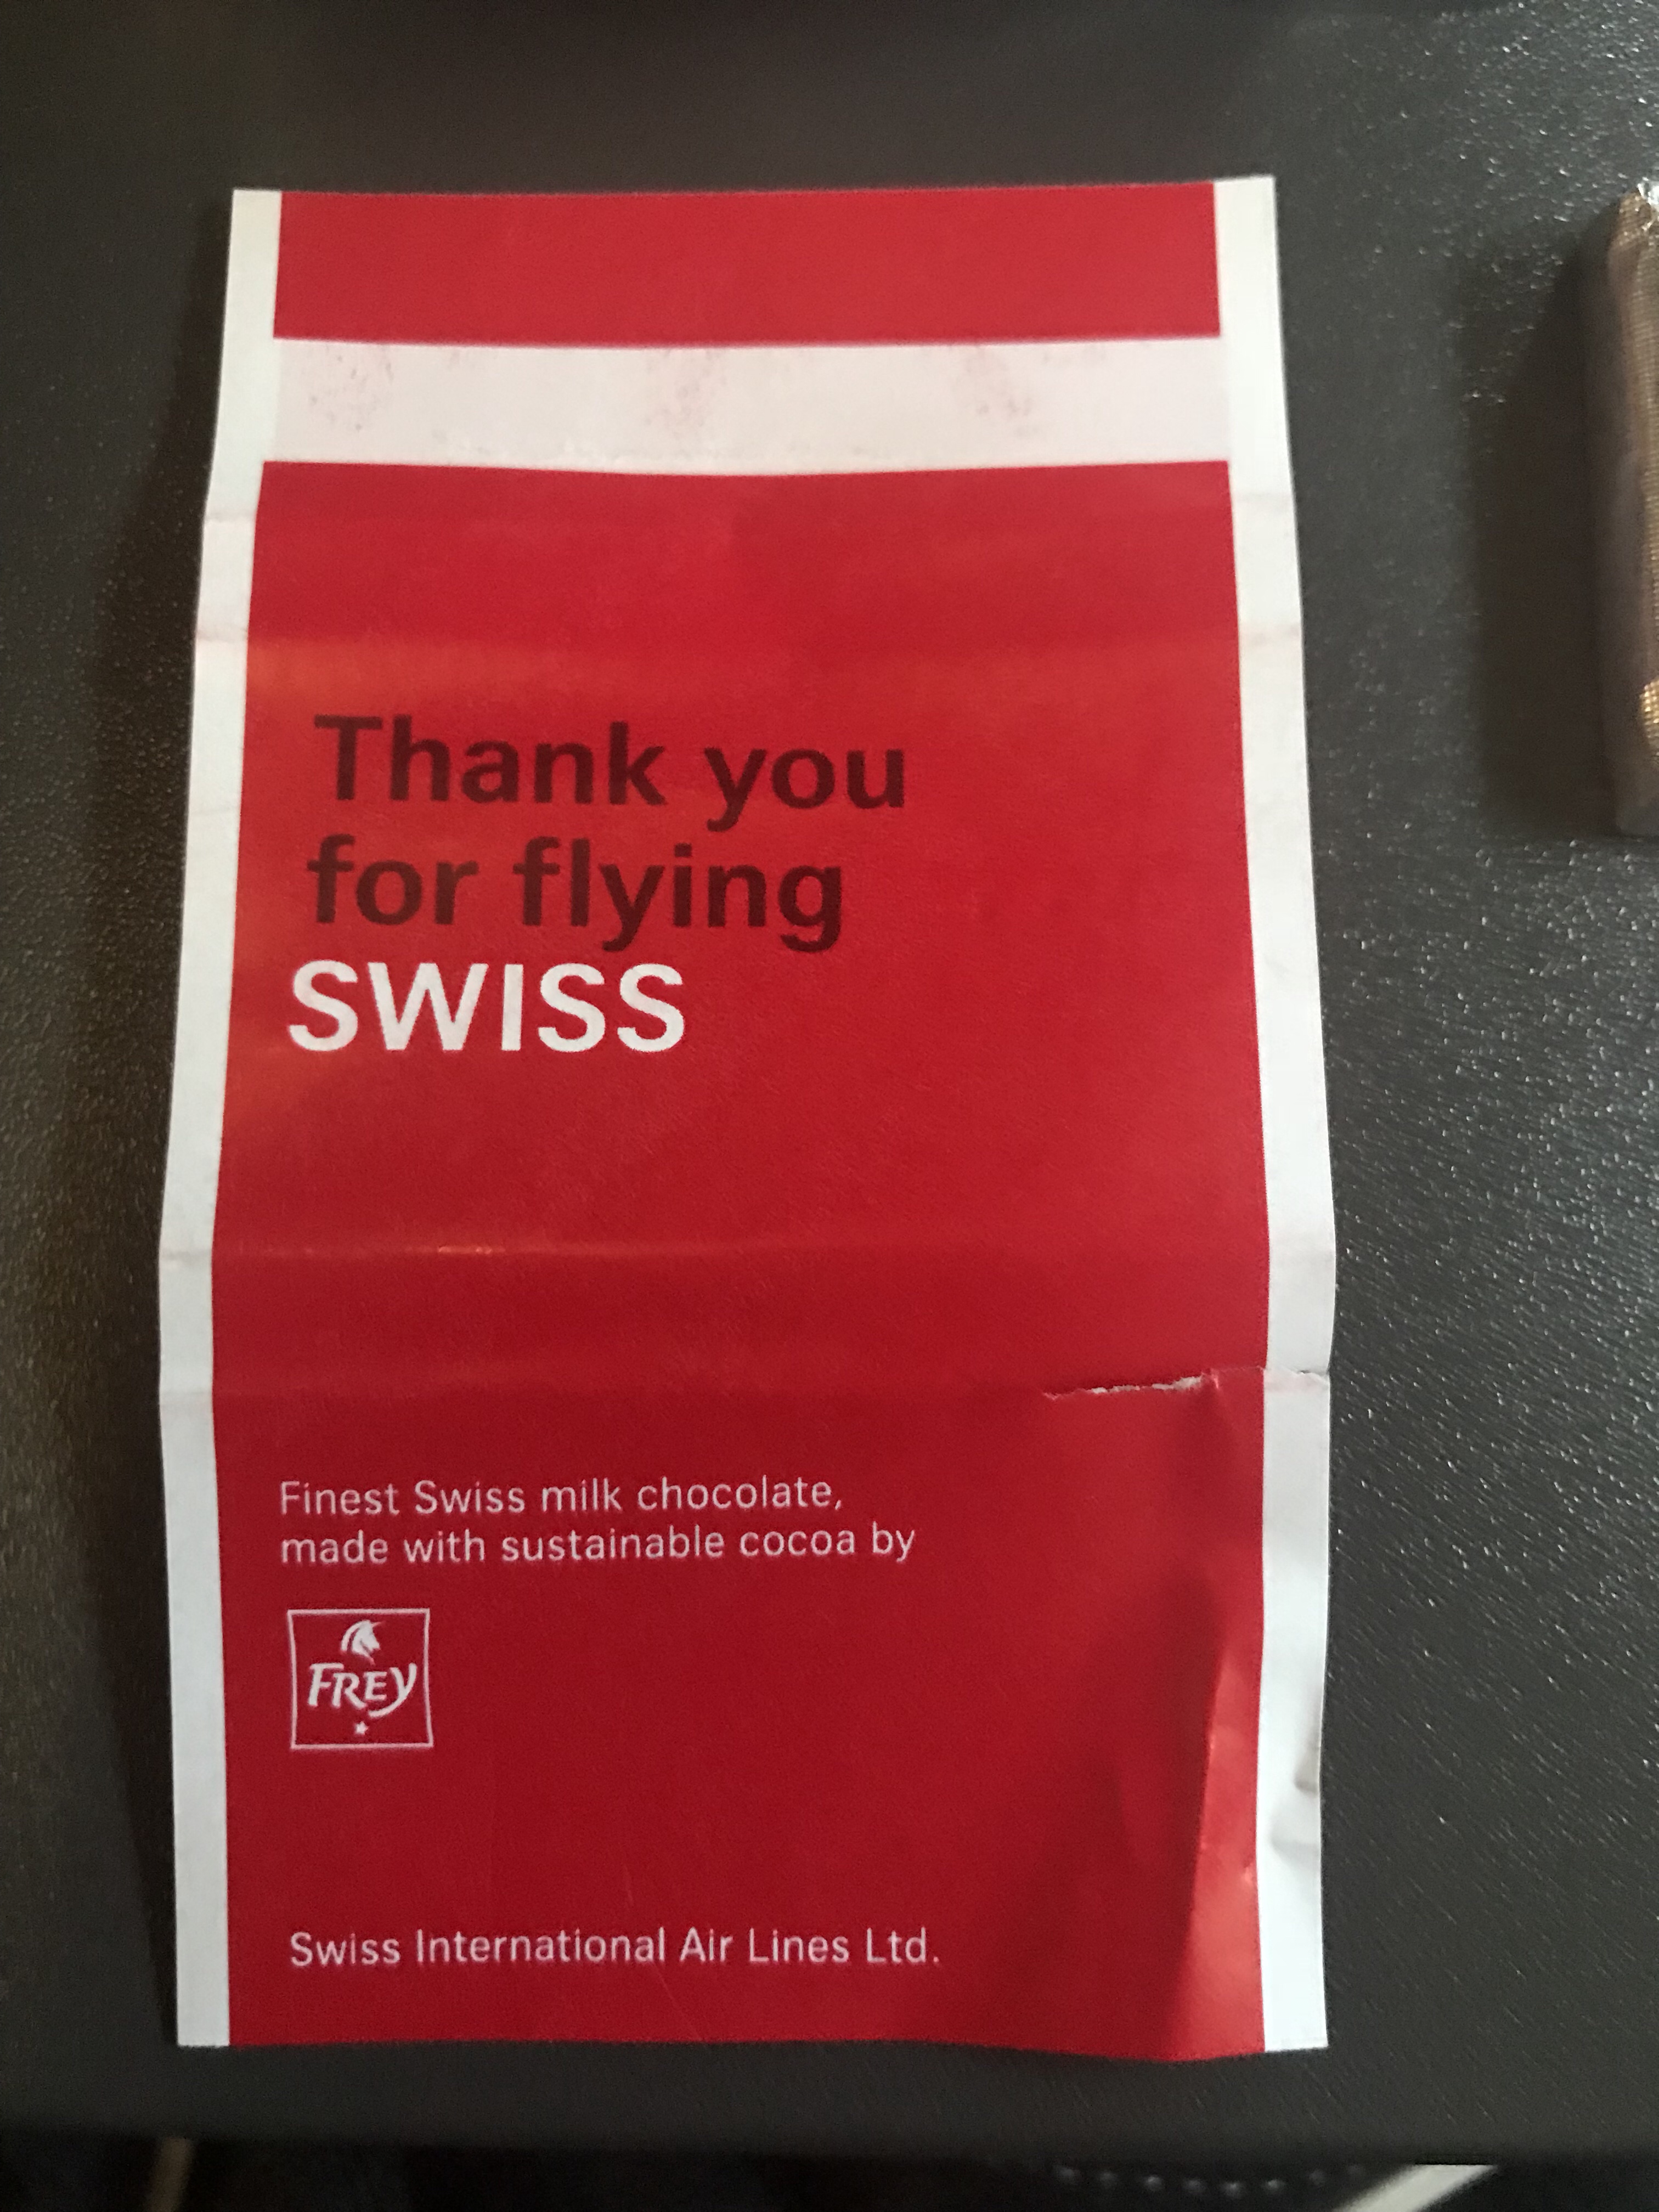 Thank you
for flying
SWISS
Finest Swiss milk chocolate,
made with sustainable cocoa by
FREY
Swiss International Air Lines Ltd.